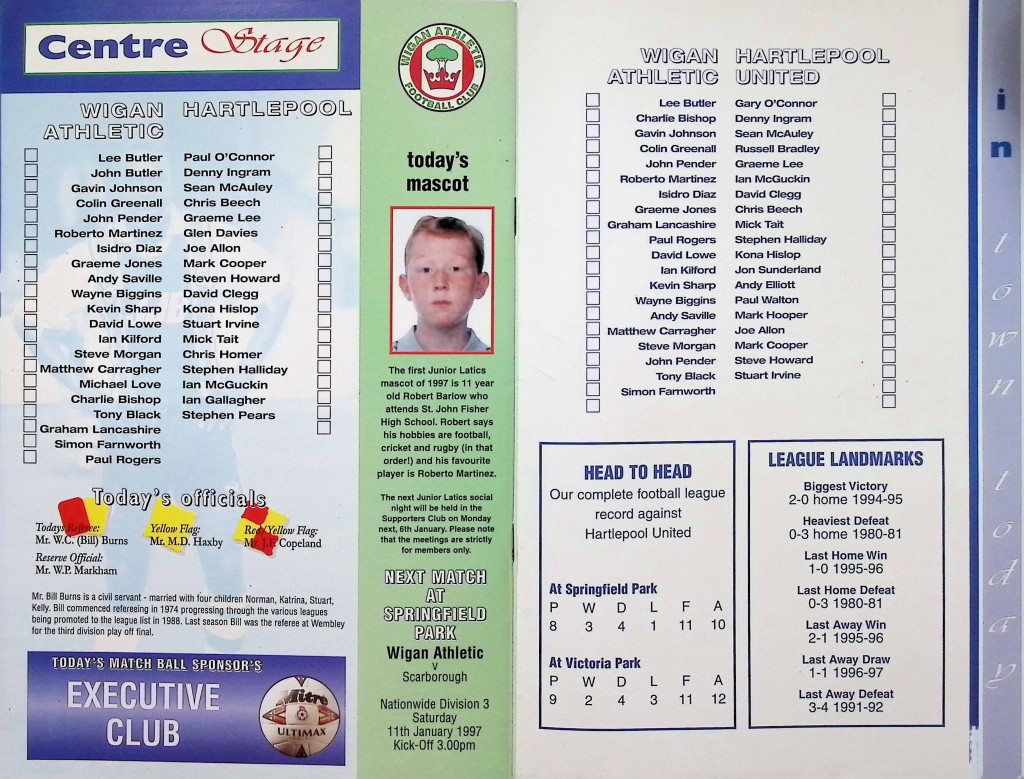 Centre Stage
WIGAN ATHLETIC
HARTLEPOOL
Lee Butler
John Butler
Gavin Johnson
Colin Greenall
John Pender
Roberto Martinez
Isidro Diaz
Graeme Jones
Andy Saville
Wayne Biggins
Kevin Sharp
David Lowe
Ian Kilford
Steve Morgan
Matthew Carragher
Michael Love
Charlie Bishop
Tony Black
Graham Lancashire
Simon Farnworth
Paul Rogers
Paul O'Connor
Denny Ingram
Sean McAuley
Chris Beech
Graeme Lee
Glen Davies
Joe Allon
Mark Cooper
Steven Howard
David Clegg
Kona Hislop
Stuart Irvine
Mick Tait
Chris Homer
Stephen Halliday
Ian McGuckin
Ian Gallagher
Stephen Pears
Today's officials
Todays Referee:
Mr. W.C. (Bill) Burns
Yellow Flag:
Mr. M.D. Haxby
Red/Yellow Flag:
Mr. J.F. Copeland
Reserve Official:
Mr. W.P. Markham
Mr. Bill Burns is a civil servant - married with four children Norman, Katrina, Stuart,
Kelly. Bill commenced refereeing in 1974 progressing through the various leagues
being promoted to the league list in 1988. Last season Bill was the referee at Wembley
for the third division play off final.
TODAY'S MATCH BALL SPONSOR'S
EXECUTIVE
CLUB
Mitre
ULTIMAX
WIGAN ATHLETIC
FOOTBALL CLUB
today's
mascot
The first Junior Latics
mascot of 1997 is 11 year
old Robert Barlow who
attends St. John Fisher
High School. Robert says
his hobbies are football,
cricket and rugby (in that
order!) and his favourite
player is Roberto Martinez.
The next Junior Latics social
night will be held in the
Supporters Club on Monday
next, 6th January. Please note
that the meetings are strictly
for members only.
NEXT MATCH
AT
SPRINGFIELD
PARK
Wigan Athletic
v
Scarborough
Nationwide Division 3
Saturday
11th January 1997
Kick-Off 3.00pm
WIGAN ATHLETIC
HARTLEPOOL UNITED
Lee Butler
Charlie Bishop
Gavin Johnson
Colin Greenall
John Pender
Roberto Martinez
Isidro Diaz
Graeme Jones
Graham Lancashire
Paul Rogers
David Lowe
Ian Kilford
Kevin Sharp
Wayne Biggins
Andy Saville
Matthew Carragher
Steve Morgan
John Pender
Tony Black
Simon Farnworth
Gary O'Connor
Denny Ingram
Sean McAuley
Russell Bradley
Graeme Lee
Ian McGuckin
David Clegg
Chris Beech
Mick Tait
Stephen Halliday
Kona Hislop
Jon Sunderland
Andy Elliott
Paul Walton
Mark Hooper
Joe Allon
Mark Cooper
Steve Howard
Stuart Irvine
HEAD TO HEAD
Our complete football league
record against
Hartlepool United
At Springfield Park
P W D L F A
8 3 4 1 11 10
At Victoria Park
P W D L F A
9 2 4 3 11 12
LEAGUE LANDMARKS
Biggest Victory
2-0 home 1994-95
Heaviest Defeat
0-3 home 1980-81
Last Home Win
1-0 1995-96
Last Home Defeat
0-3 1980-81
Last Away Win
2-1 1995-96
Last Away Draw
1-1 1996-97
Last Away Defeat
3-4 1991-92
in town today